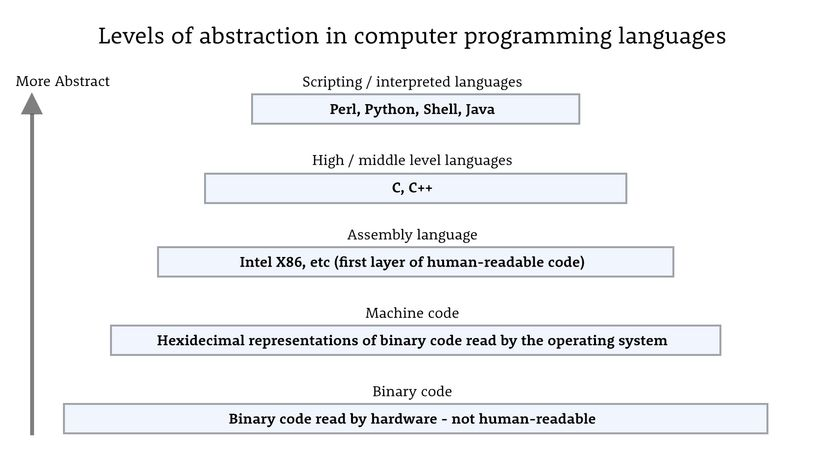 Levels of abstraction in computer programming languages
More Abstract
Scripting / interpreted languages
Perl, Python, Shell, Java
High / middle level languages
C, C++
Assembly language
Intel X86, etc (first layer of human-readable code)
Machine code
Hexidecimal representations of binary code read by the operating system
Binary code
Binary code read by hardware - not human-readable